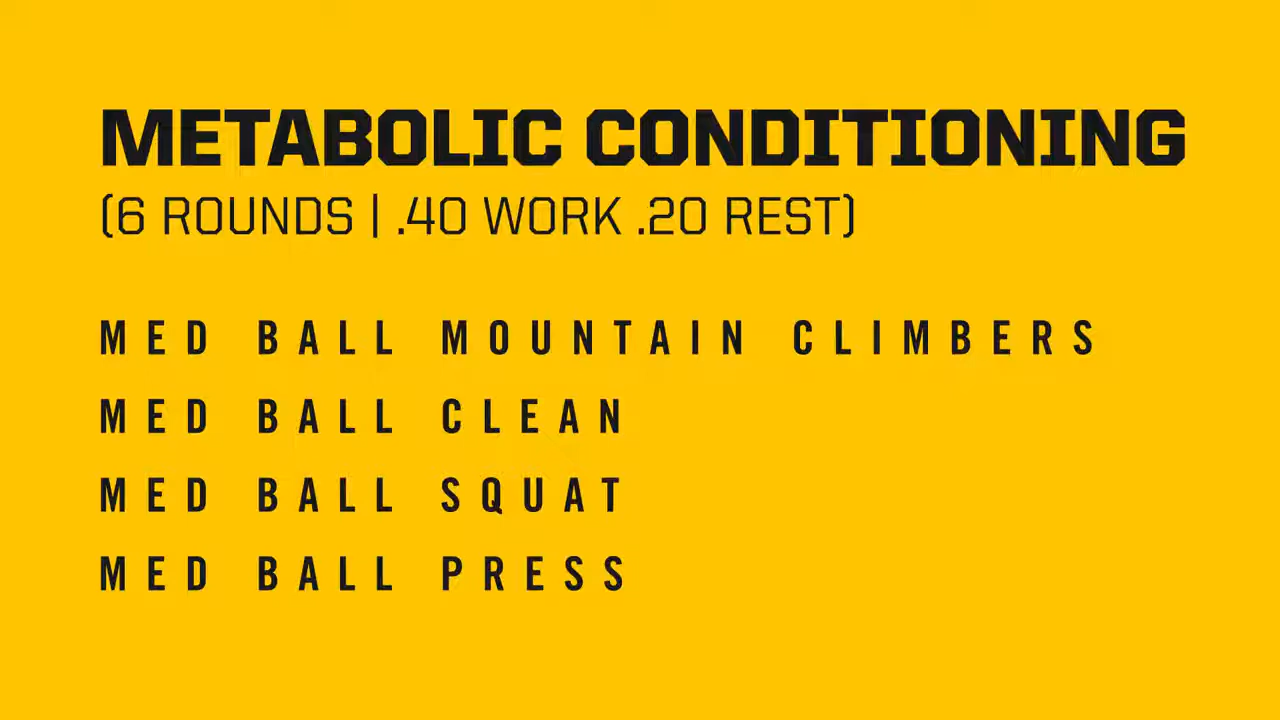 METABOLIC CONDITIONING
(6 ROUNDS | .40 WORK .20 REST)
MED BALL MOUNTAIN CLIMBERS
MED BALL CLEAN
MED BALL SQUAT
MED BALL PRESS